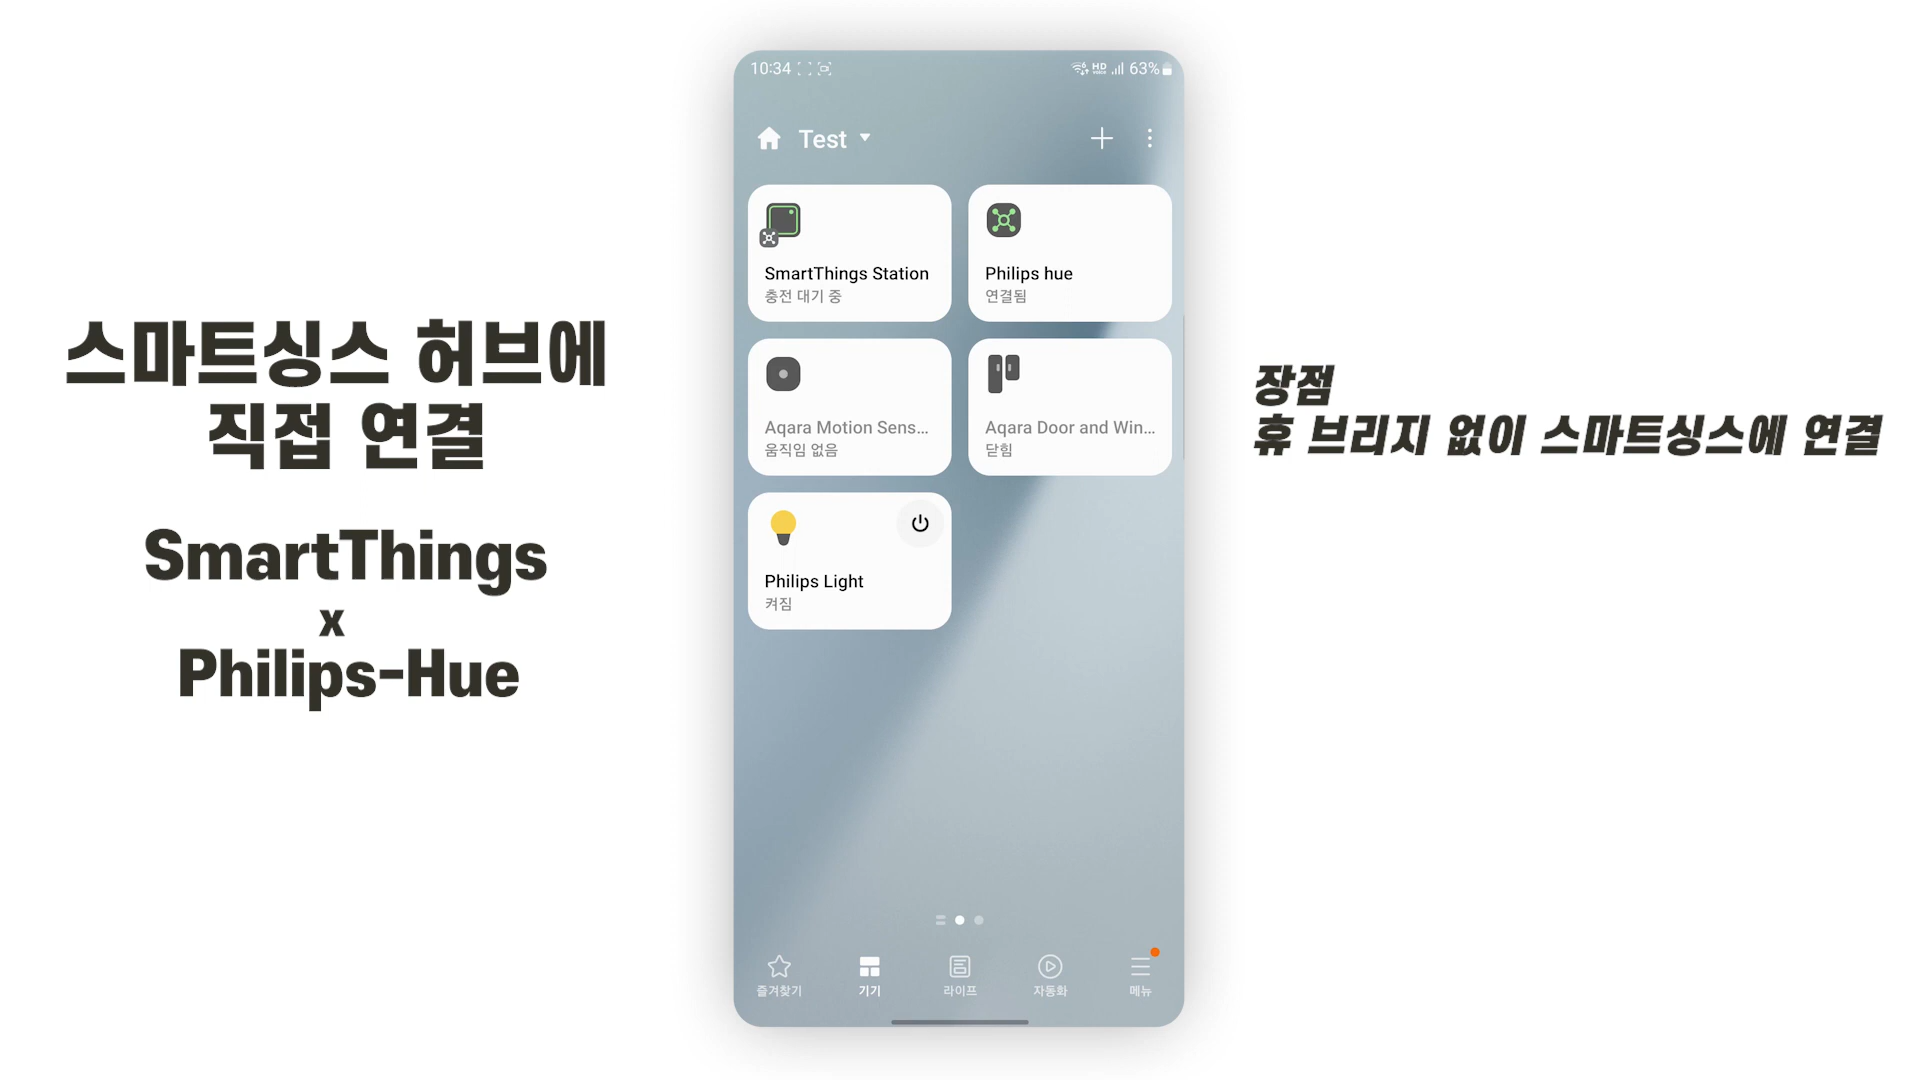 스마트싱스 허브에
직접 연결
SmartThings
x
Philips-Hue
10:34
HD
VOICE
63%
Test
SmartThings Station
충전 대기 중
Philips hue
연결됨
Aqara Motion Sens...
움직임 없음
Aqara Door and Win...
닫힘
Philips Light
켜짐
즐겨찾기
기기
라이프
자동화
메뉴
장점
휴 브리지 없이 스마트싱스에 연결